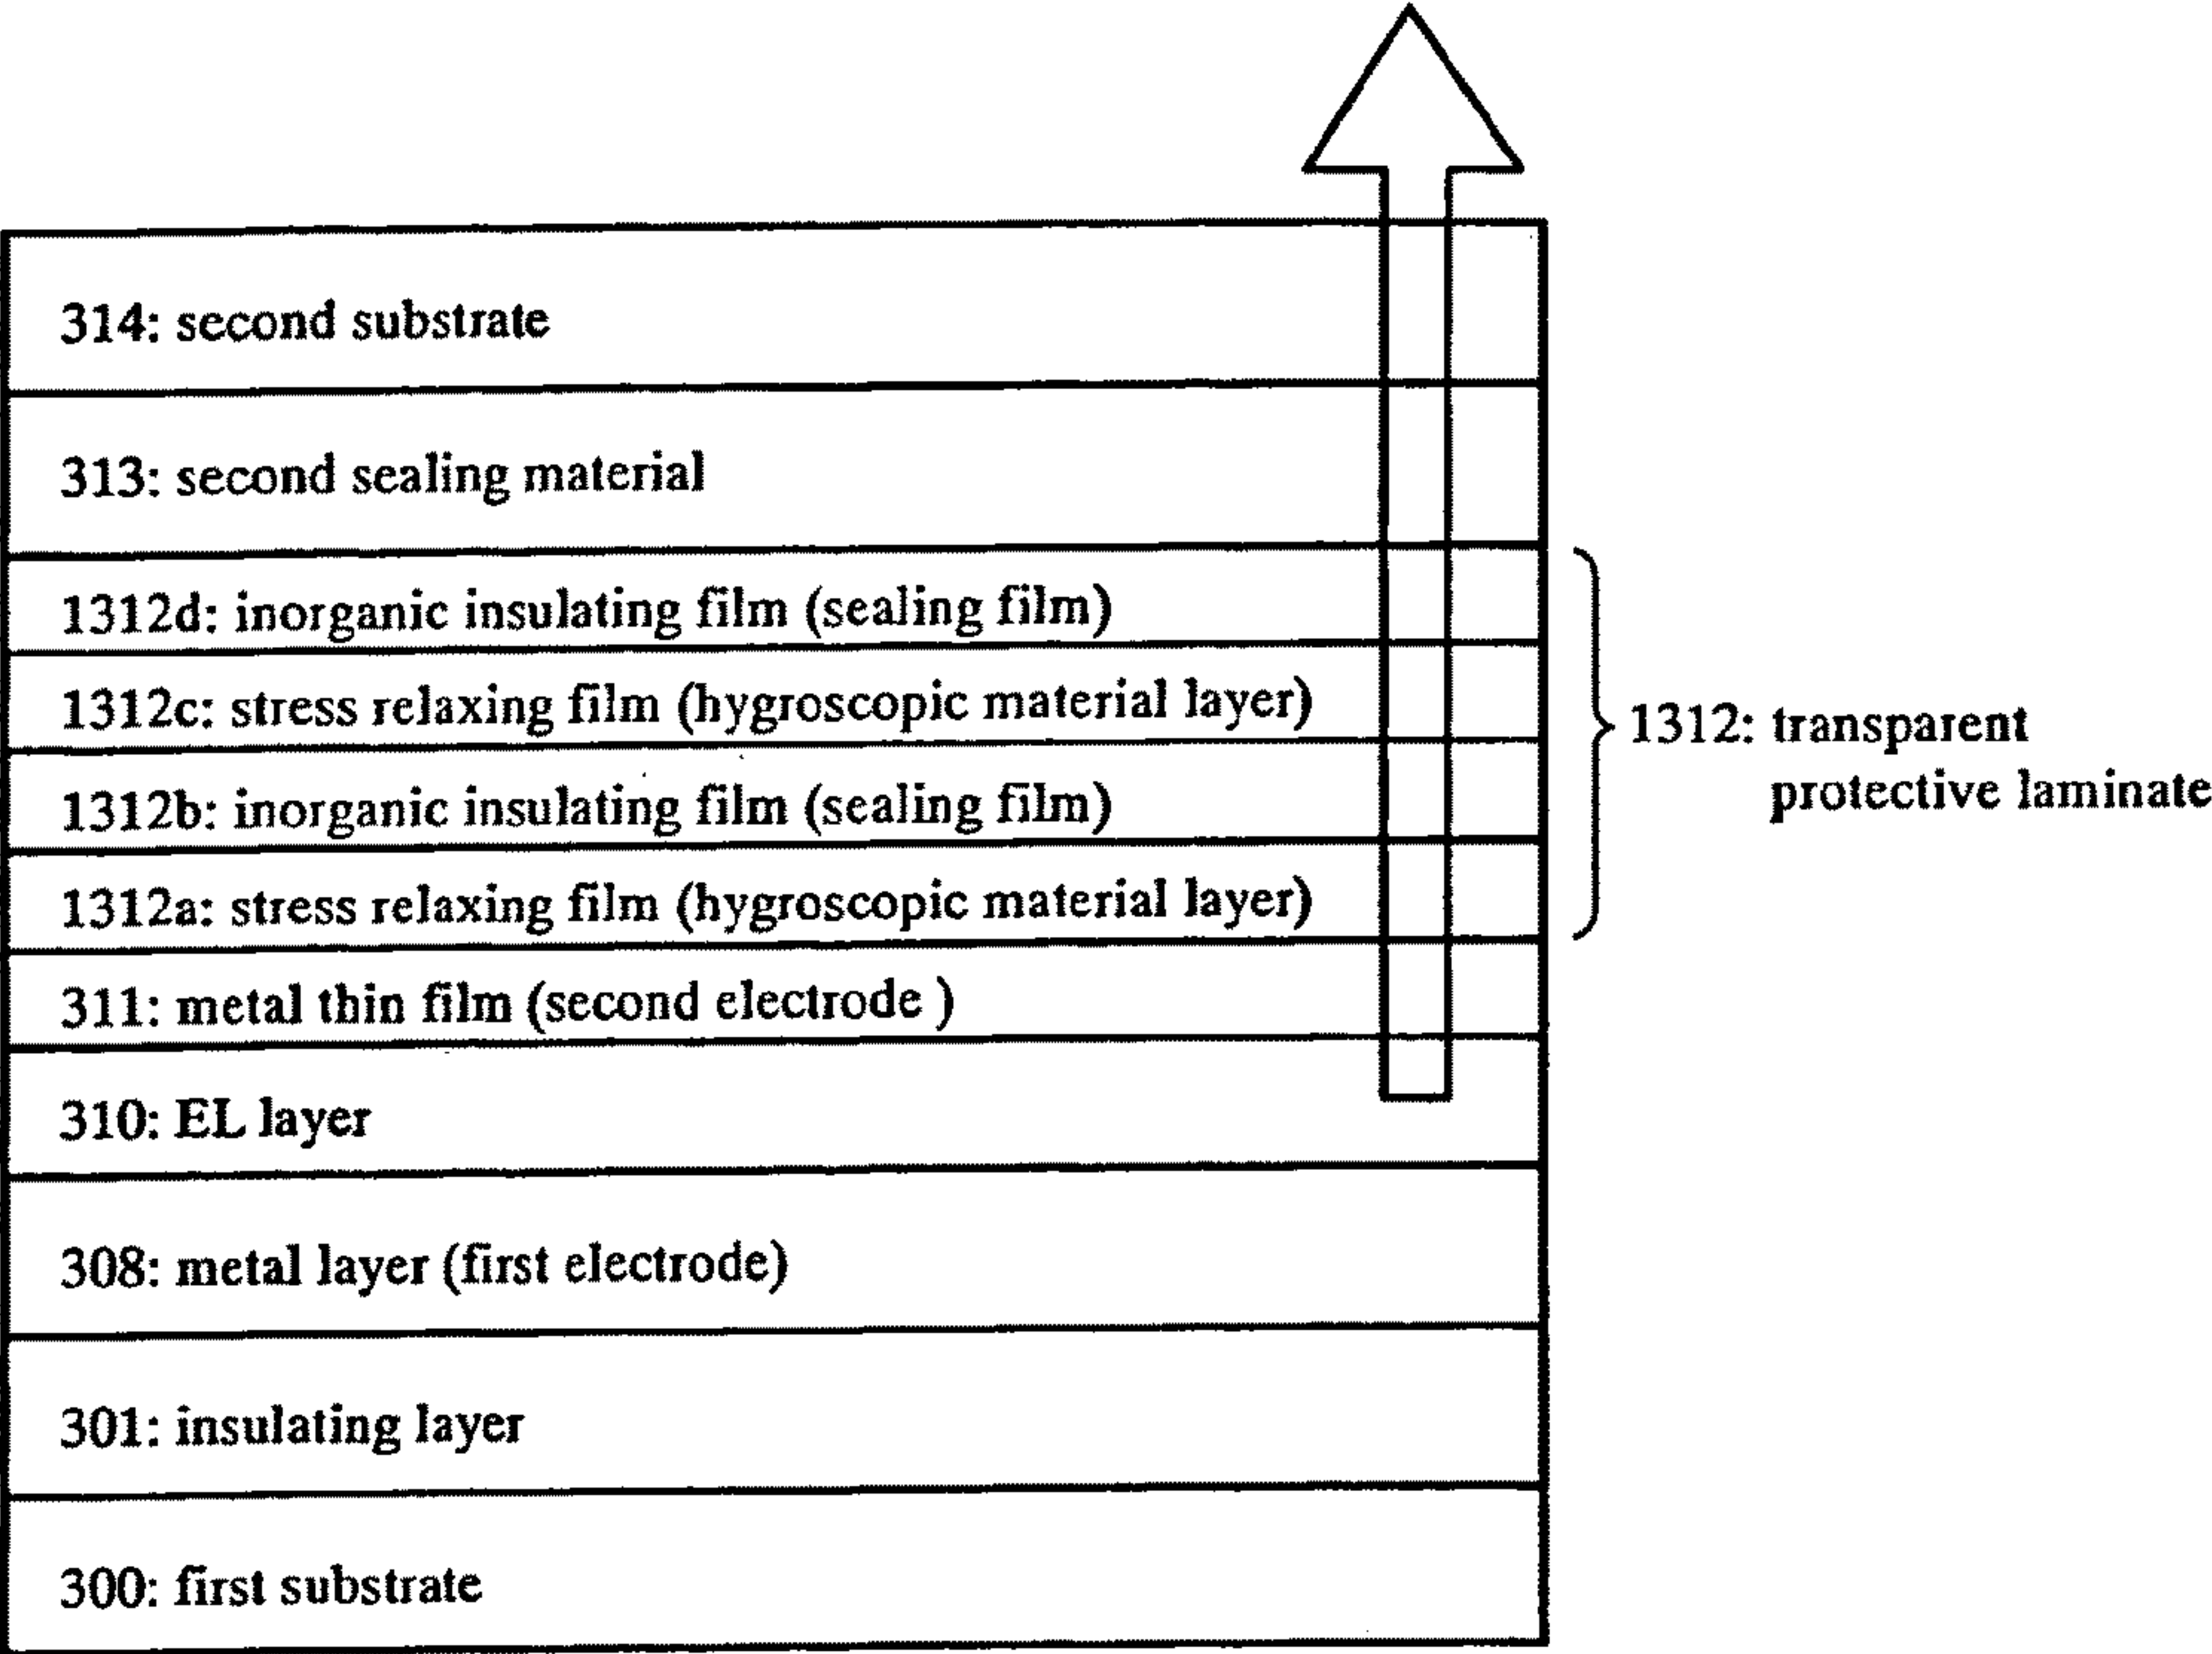 314: second substrate
313: second sealing material
1312d: inorganic insulating film (sealing film)
1312c: stress relaxing film (hygroscopic material layer)
1312b: inorganic insulating film (sealing film)
1312a: stress relaxing film (hygroscopic material layer)
1312: transparent
protective laminate
311: metal thin film (second electrode )
310: EL layer
308: metal layer (first electrode)
301: insulating layer
300: first substrate